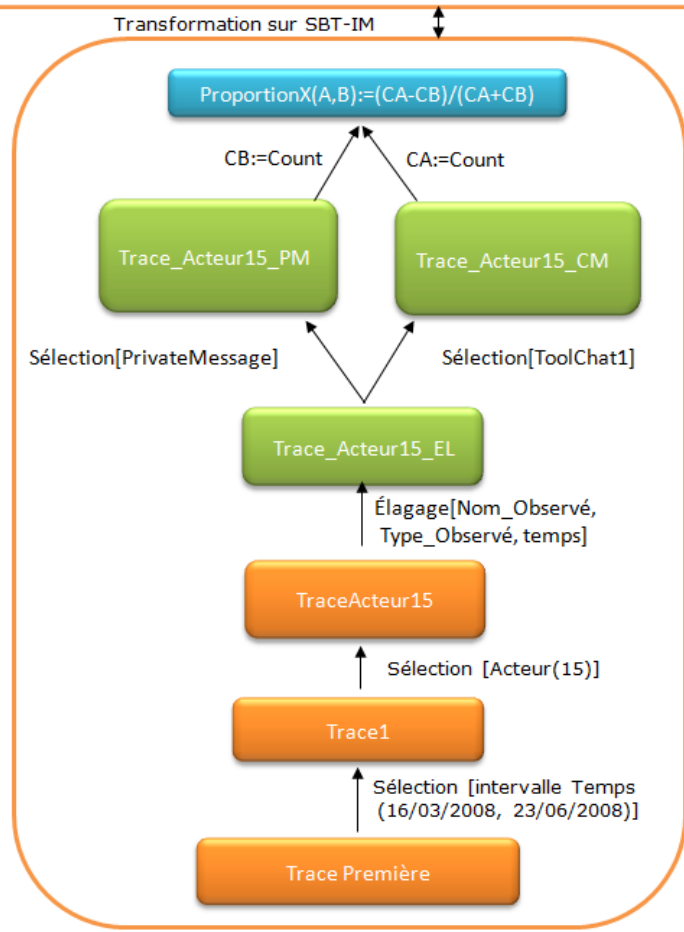 Transformation sur SBT-IM
ProportionX(A,B):=(CA-CB)/(CA+CB)
CB:=Count
CA:=Count
Trace_Acteur15_PM
Trace_Acteur15_CM
Sélection[PrivateMessage]
Sélection[ToolChat1]
Trace_Acteur15_EL
Élagage[Nom_Observé,
Type_Observé, temps]
TraceActeur15
Sélection [Acteur(15)]
Trace1
Sélection [intervalle Temps
(16/03/2008, 23/06/2008)]
Trace Première